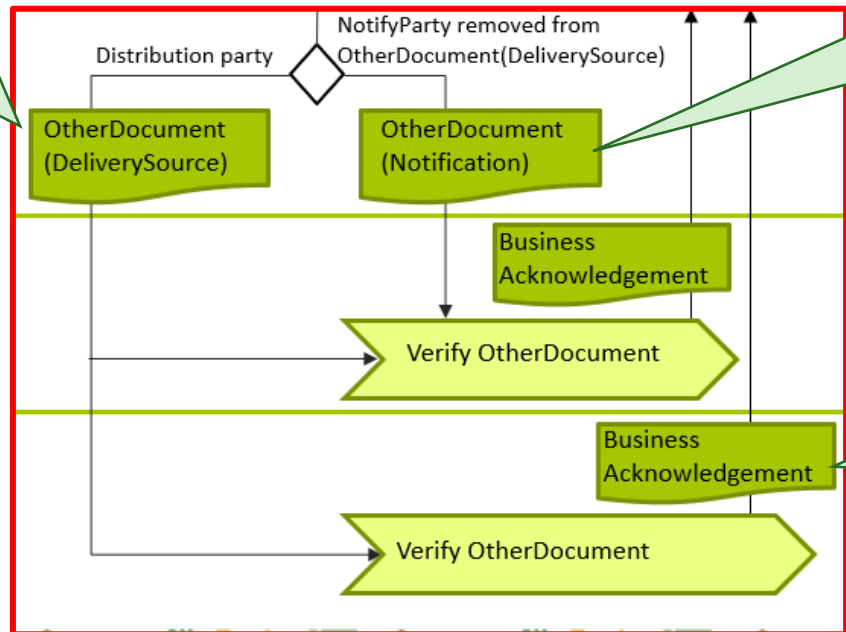 NotifyParty removed from
Distribution party
OtherDocument(DeliverySource)
OtherDocument
(DeliverySource)
OtherDocument
(Notification)
Business
Acknowledgement
Verify OtherDocument
Business
Acknowledgement
Verify OtherDocument